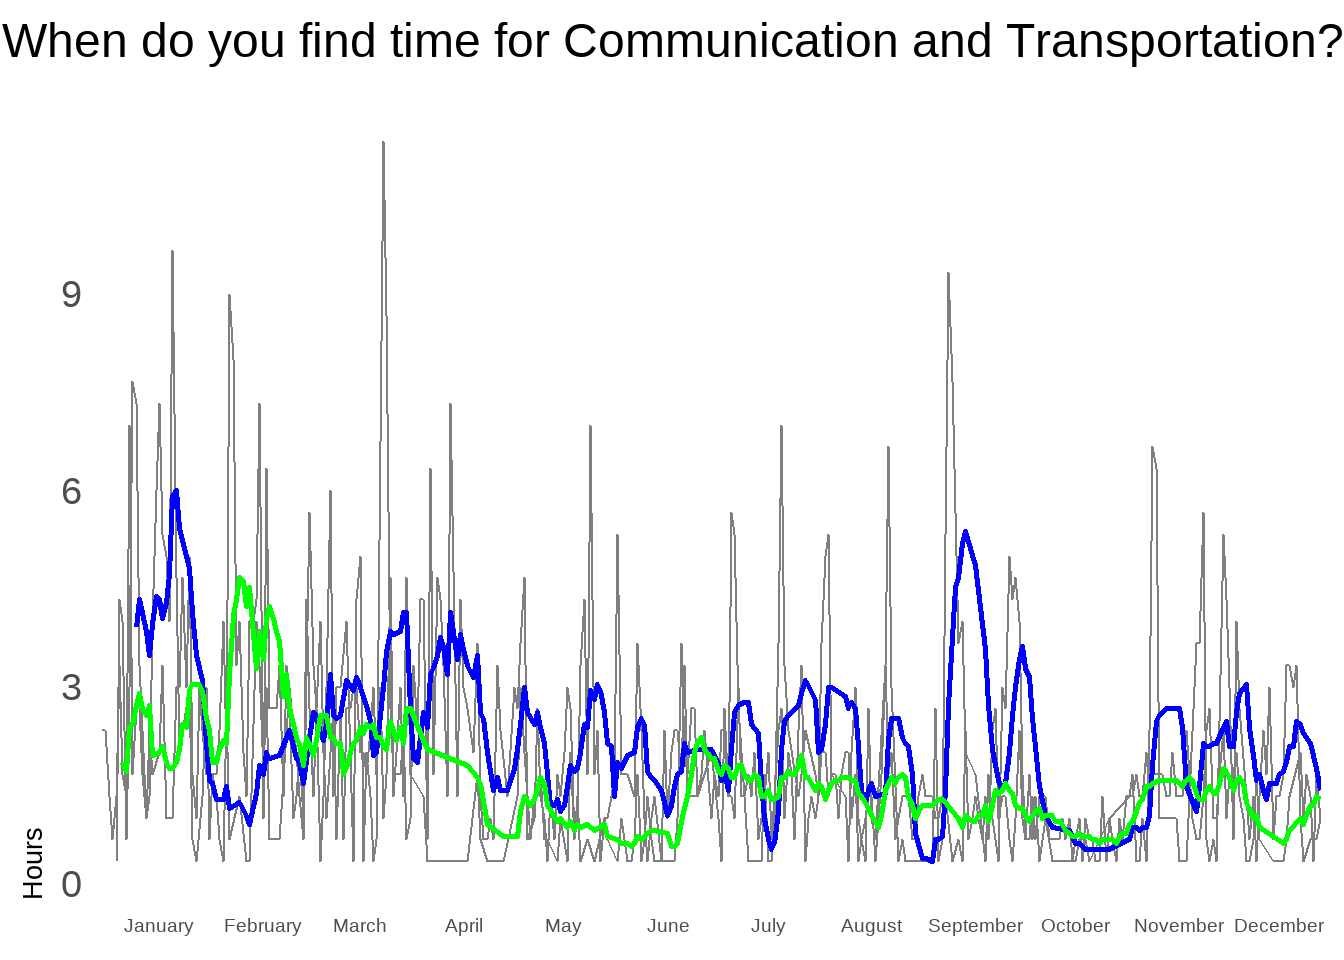 When do you find time for Communication and Transportation?
9
6
3
0
Hours
January February March April May June July August September October November December